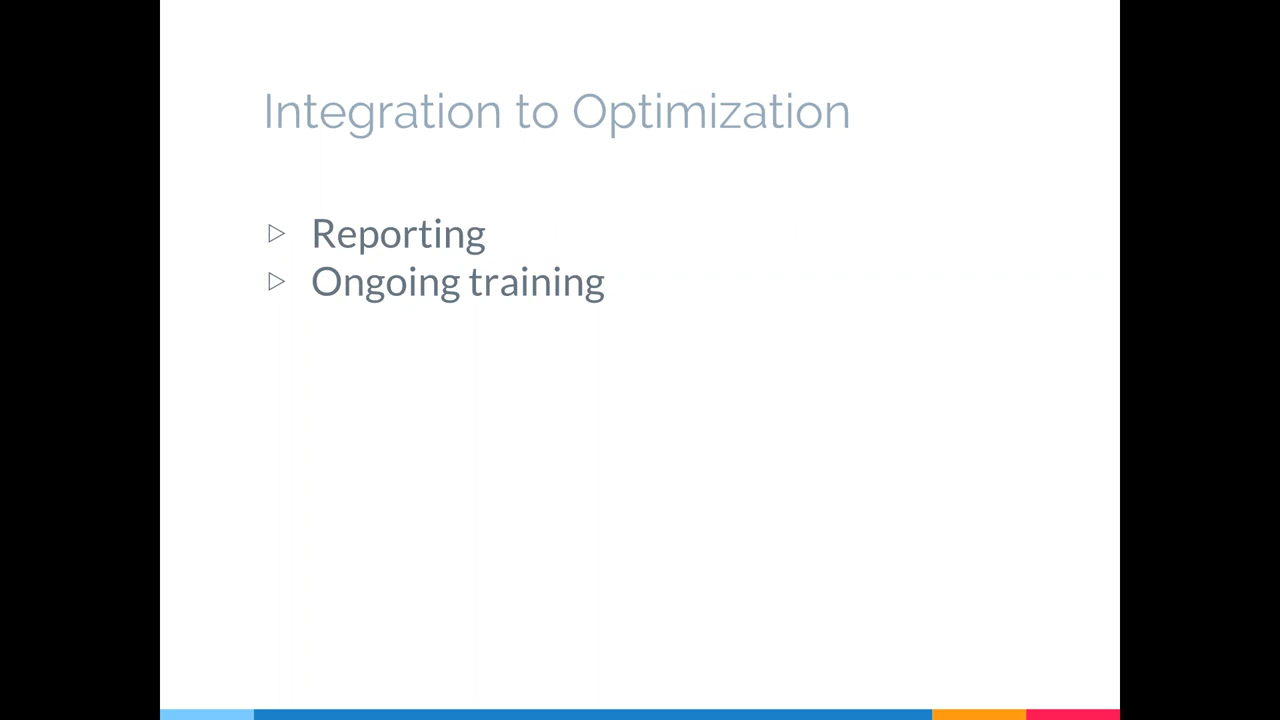 Integration to Optimization
▷ Reporting
▷ Ongoing training